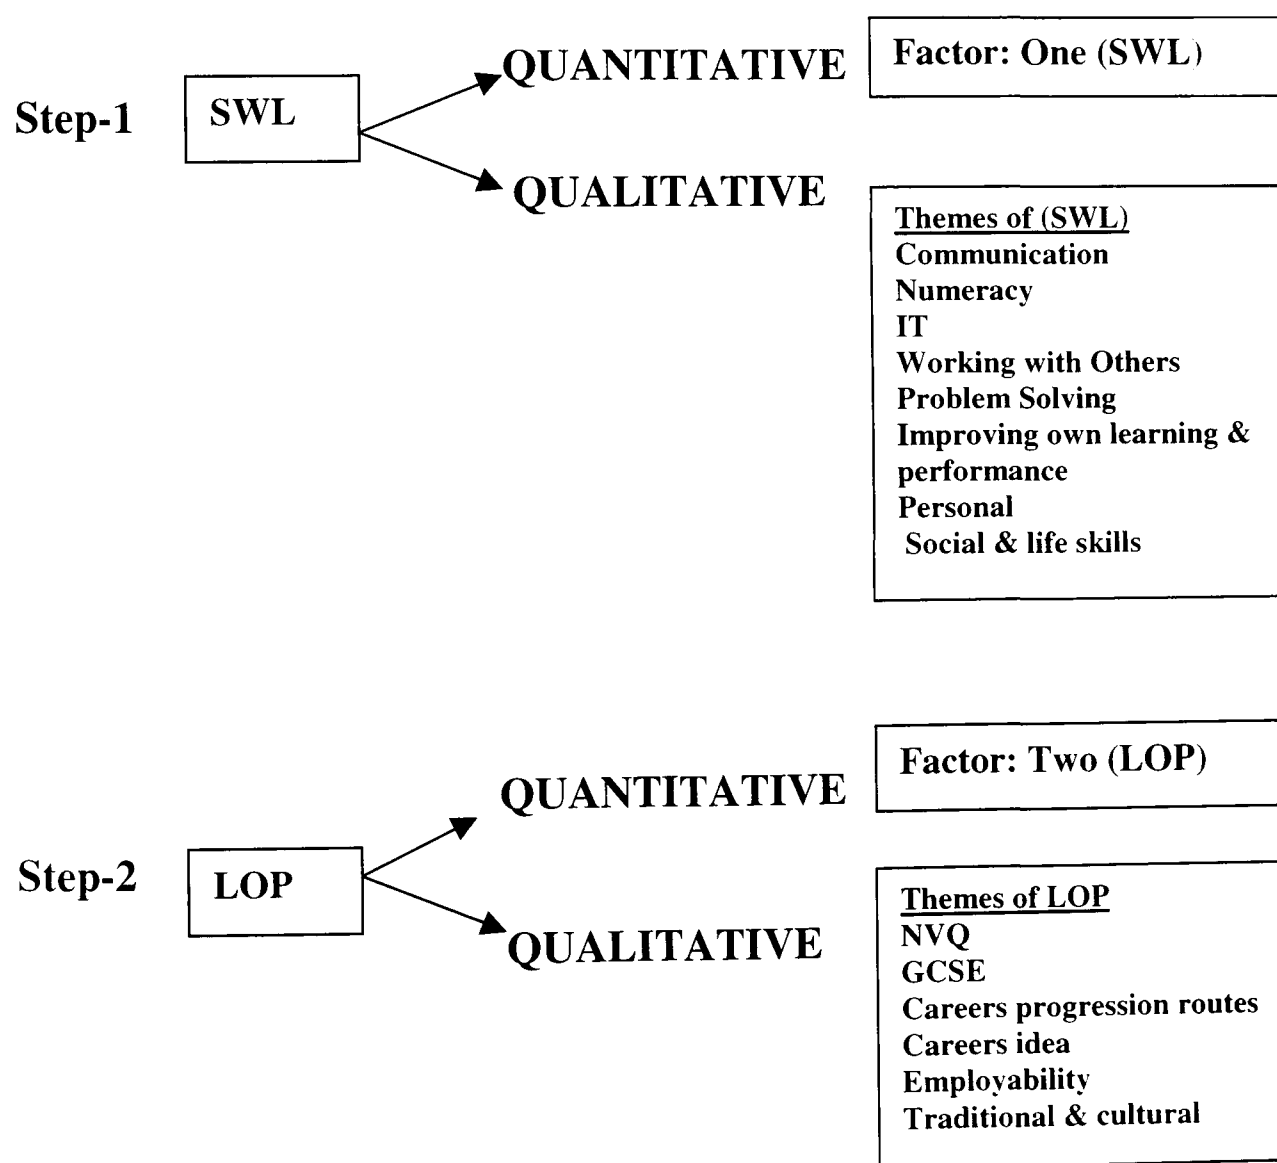 QUANTITATIVE
Factor: One (SWL)
Step-1
SWL
QUALITATIVE
Themes of (SWL)
Communication
Numeracy
IT
Working with Others
Problem Solving
Improving own learning &
performance
Personal
Social & life skills
QUANTITATIVE
Factor: Two (LOP)
Step-2
LOP
QUALITATIVE
Themes of LOP
NVQ
GCSE
Careers progression routes
Careers idea
Employability
Traditional & cultural